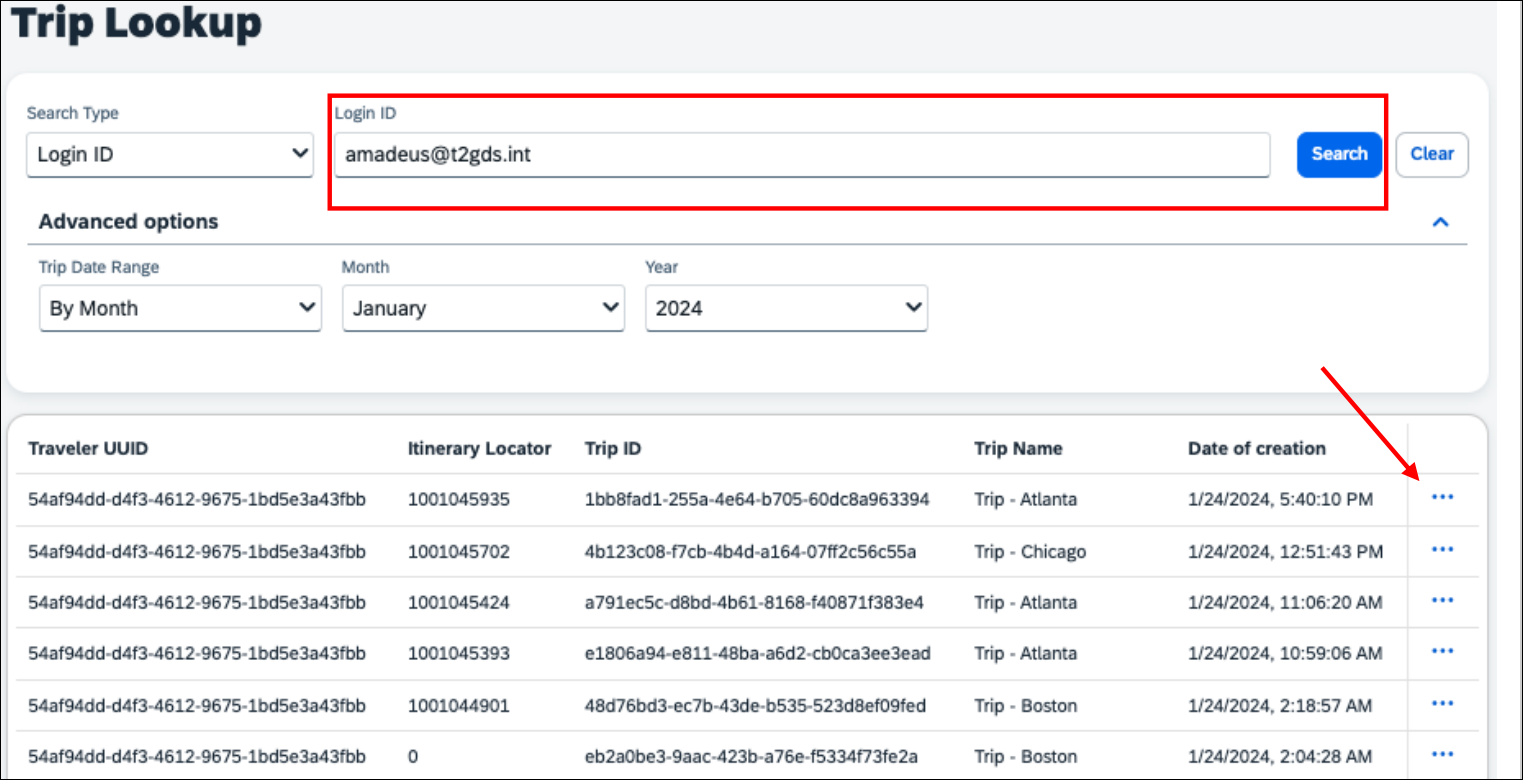 Trip Lookup
Search Type
Login ID
Login ID
amadeus@t2gds.int
Search
Clear
Advanced options
Trip Date Range
Month
Year
By Month
January
2024
Traveler UUID Itinerary Locator Trip ID Trip Name Date of creation
54af94dd-d4f3-4612-9675-1bd5e3a43fbb 1001045935 1bb8fad1-255a-4e64-b705-60dc8a963394 Trip - Atlanta 1/24/2024, 5:40:10 PM
54af94dd-d4f3-4612-9675-1bd5e3a43fbb 1001045702 4b123c08-f7cb-4b4d-a164-07ff2c56c55a Trip - Chicago 1/24/2024, 12:51:43 PM
54af94dd-d4f3-4612-9675-1bd5e3a43fbb 1001045424 a791ec5c-d8bd-4b61-8168-f40871f383e4 Trip - Atlanta 1/24/2024, 11:06:20 AM
54af94dd-d4f3-4612-9675-1bd5e3a43fbb 1001045393 e1806a94-e811-48ba-a6d2-cb0ca3ee3ead Trip - Atlanta 1/24/2024, 10:59:06 AM
54af94dd-d4f3-4612-9675-1bd5e3a43fbb 1001044901 48d76bd3-ec7b-43de-b535-523d8ef09fed Trip - Boston 1/24/2024, 2:18:57 AM
54af94dd-d4f3-4612-9675-1bd5e3a43fbb 0 eb2a0be3-9aac-423b-a76e-f5334f73fe2a Trip - Boston 1/24/2024, 2:04:28 AM